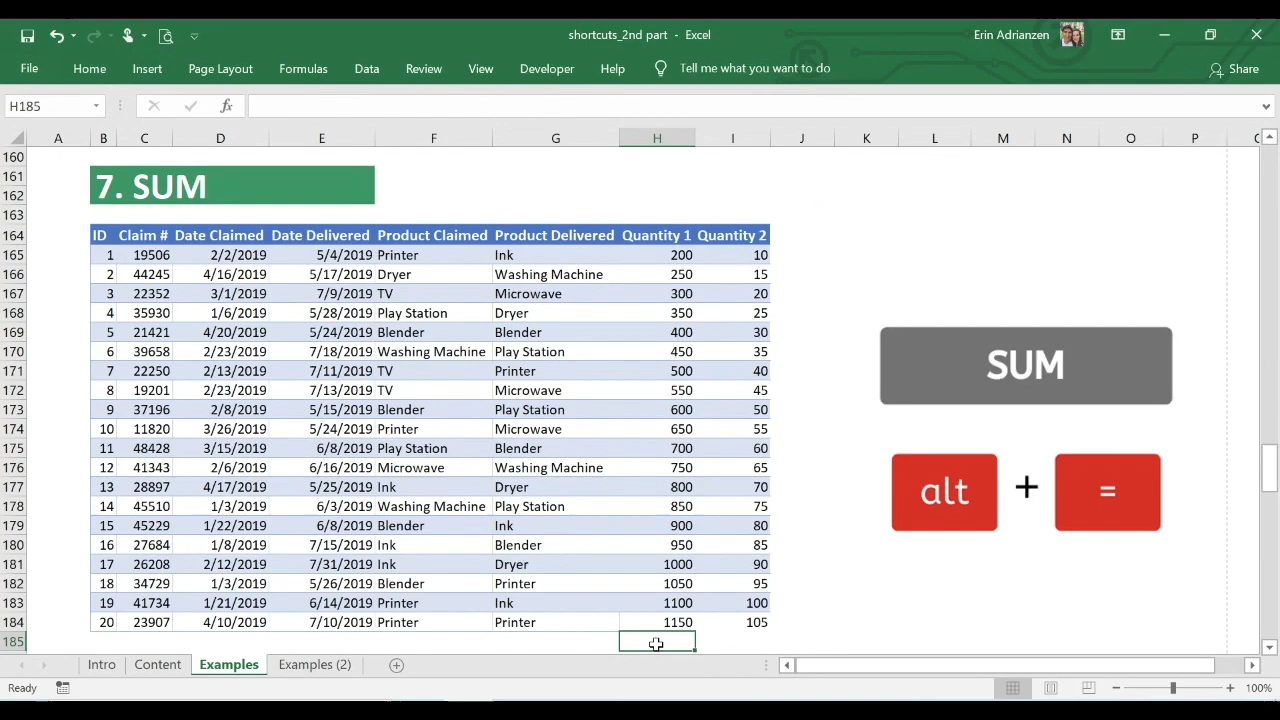 shortcuts_2nd part - Excel
Erin Adrianzen
File Home Insert Page Layout Formulas Data Review View Developer Help Tell me what you want to do Share
H185 fx
A B C D E F G H I J K L M N O P
160
161
162
163
7. SUM
164 ID Claim # Date Claimed Date Delivered Product Claimed Product Delivered Quantity 1 Quantity 2
165 1 19506 2/2/2019 5/4/2019 Printer Ink 200 10
166 2 44245 4/16/2019 5/17/2019 Dryer Washing Machine 250 15
167 3 22352 3/1/2019 7/9/2019 TV Microwave 300 20
168 4 35930 1/6/2019 5/28/2019 Play Station Dryer 350 25
169 5 21421 4/20/2019 5/24/2019 Blender Blender 400 30
170 6 39658 2/23/2019 7/18/2019 Washing Machine Play Station 450 35
171 7 22250 2/13/2019 7/11/2019 TV Printer 500 40
172 8 19201 2/23/2019 7/13/2019 TV Microwave 550 45
173 9 37196 2/8/2019 5/15/2019 Blender Play Station 600 50
174 10 11820 3/26/2019 5/24/2019 Printer Microwave 650 55
175 11 48428 3/15/2019 6/8/2019 Play Station Blender 700 60
176 12 41343 2/6/2019 6/16/2019 Microwave Washing Machine 750 65
177 13 28897 4/17/2019 5/25/2019 Ink Dryer 800 70
178 14 45510 1/5/2019 6/3/2019 Washing Machine Play Station 850 75
179 15 45229 1/22/2019 6/8/2019 Blender Ink 900 80
180 16 27684 1/8/2019 7/15/2019 Ink Blender 950 85
181 17 26208 2/12/2019 7/31/2019 Ink Dryer 1000 90
182 18 34729 1/3/2019 5/26/2019 Blender Printer 1050 95
183 19 41734 1/21/2019 6/14/2019 Printer Ink 1100 100
184 20 23907 4/10/2019 7/10/2019 Printer Printer 1150 105
185
SUM
alt + =
Intro Content Examples Examples (2)
Ready 100%